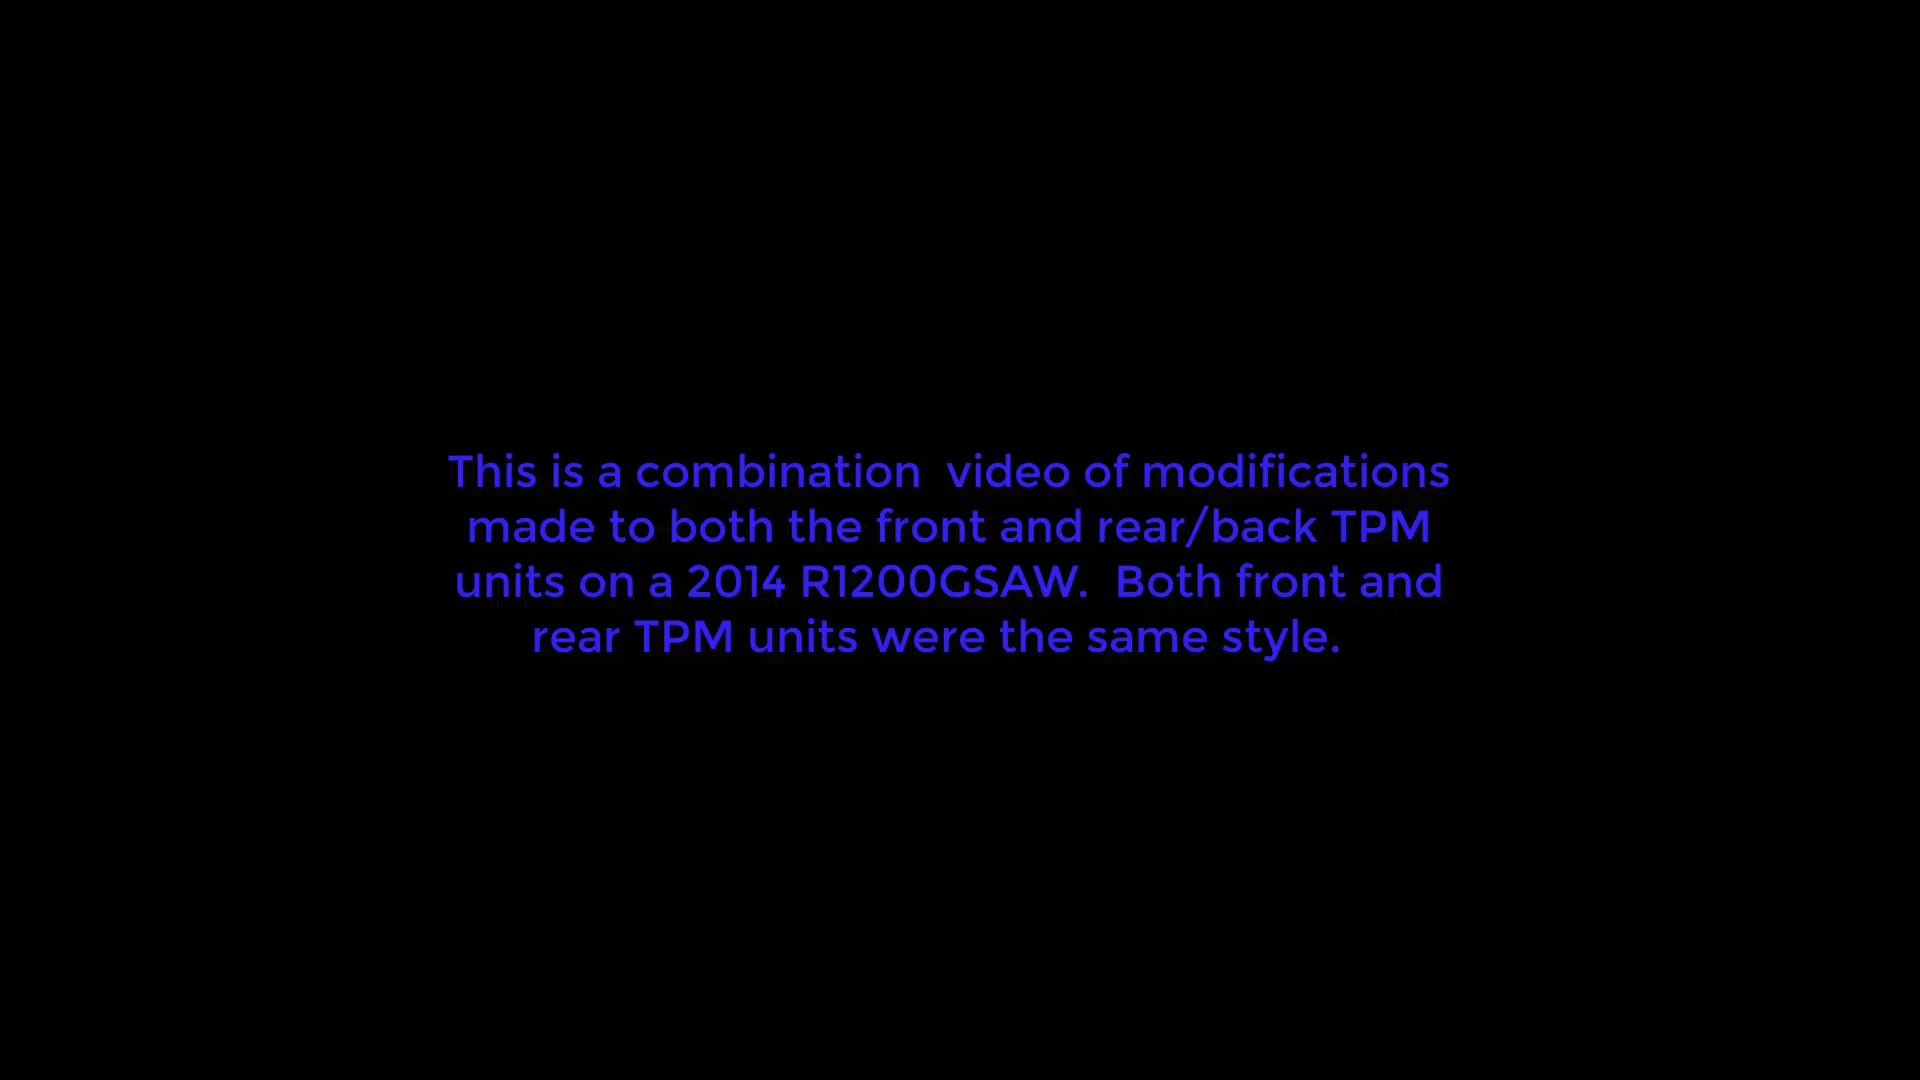 This is a combination  video of modifications
made to both the front and rear/back TPM
units on a 2014 R1200GSAW.  Both front and
rear TPM units were the same style.